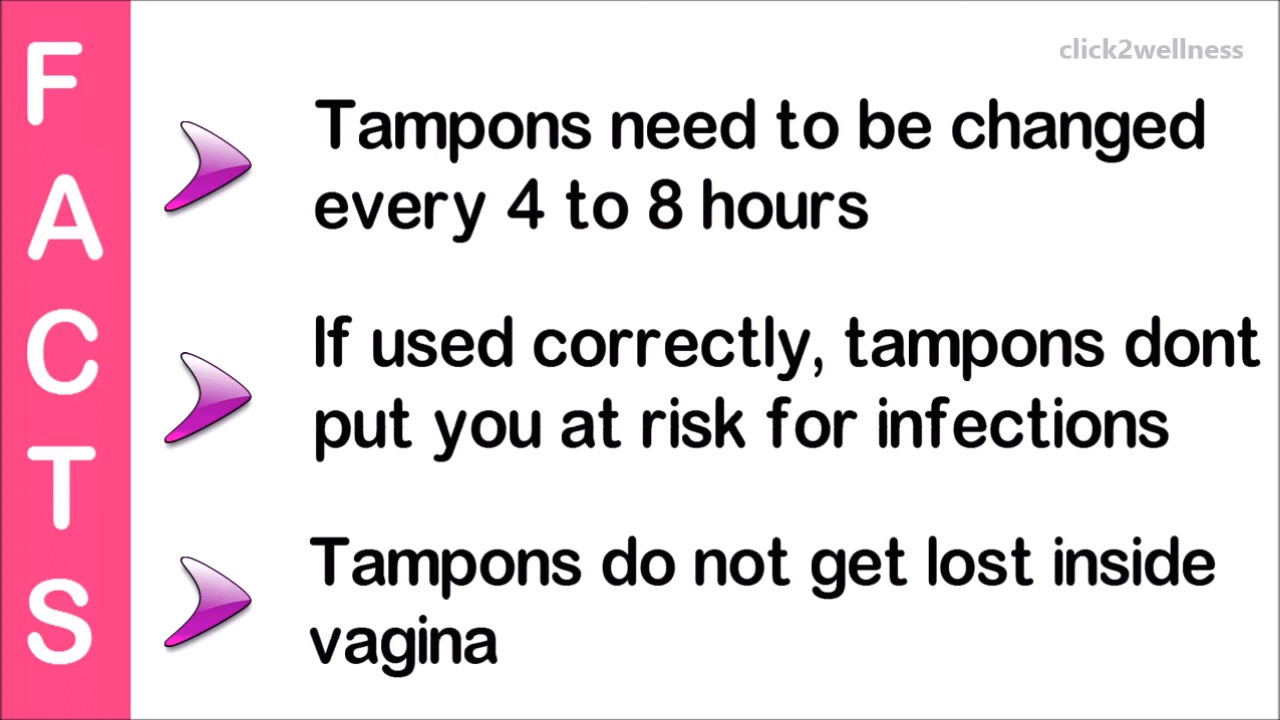 FACTS
click2wellness
Tampons need to be changed
every 4 to 8 hours
If used correctly, tampons dont
put you at risk for infections
Tampons do not get lost inside
vagina